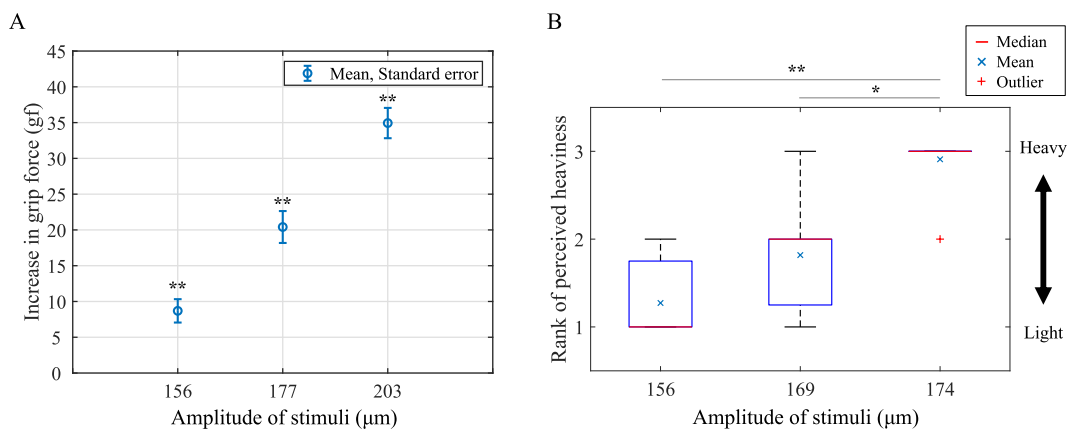 A
Increase in grip force (gf)
45
40
35
30
25
20
15
10
5
0
Mean, Standard error
**
**
**
156
177
203
Amplitude of stimuli (μm)
B
Median
Mean
Outlier
**
*
Rank of perceived heaviness
3
2
1
Heavy
Light
156
169
174
Amplitude of stimuli (μm)